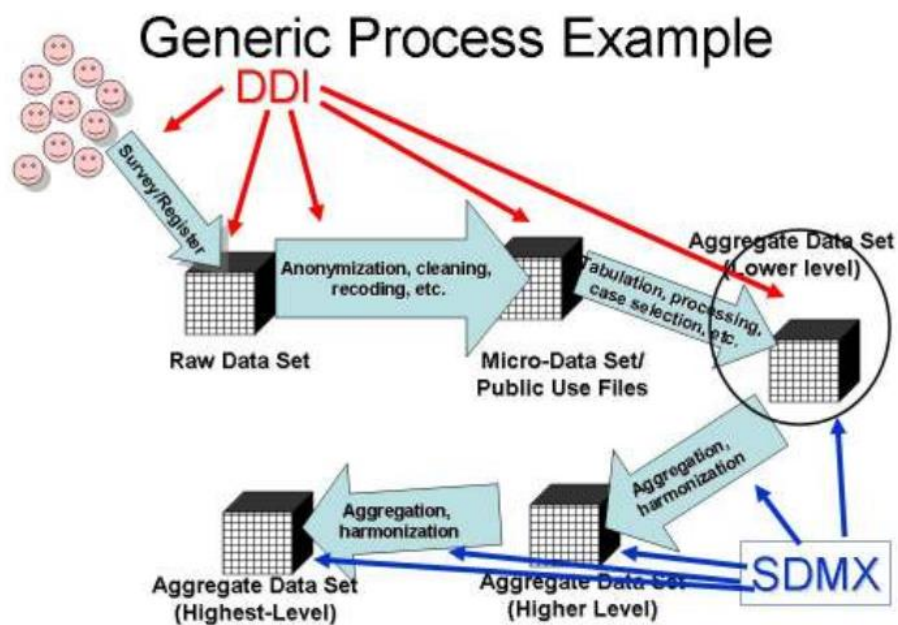 Generic Process Example
DDI
Survey/Register
Anonymization, cleaning,
recoding, etc.
Tabulation, processing,
case selection, etc.
Aggregate Data Set
(Lower level)
Raw Data Set
Micro-Data Set/
Public Use Files
Aggregation,
harmonization
Aggregation,
harmonization
SDMX
Aggregate Data Set
(Higher Level)
Aggregate Data Set
(Highest-Level)